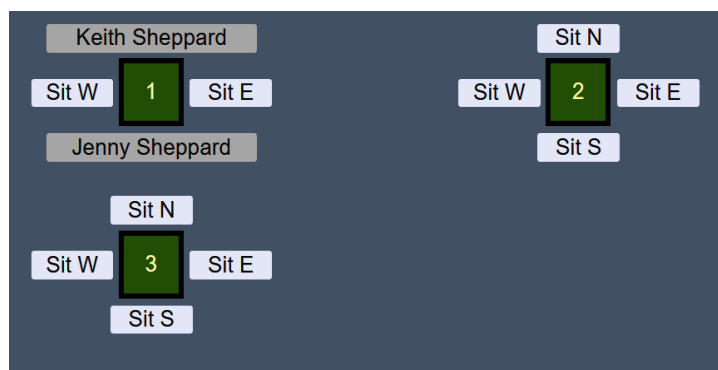 Keith Sheppard
Sit W 1 Sit E
Jenny Sheppard
Sit N
Sit W 2 Sit E
Sit S
Sit N
Sit W 3 Sit E
Sit S